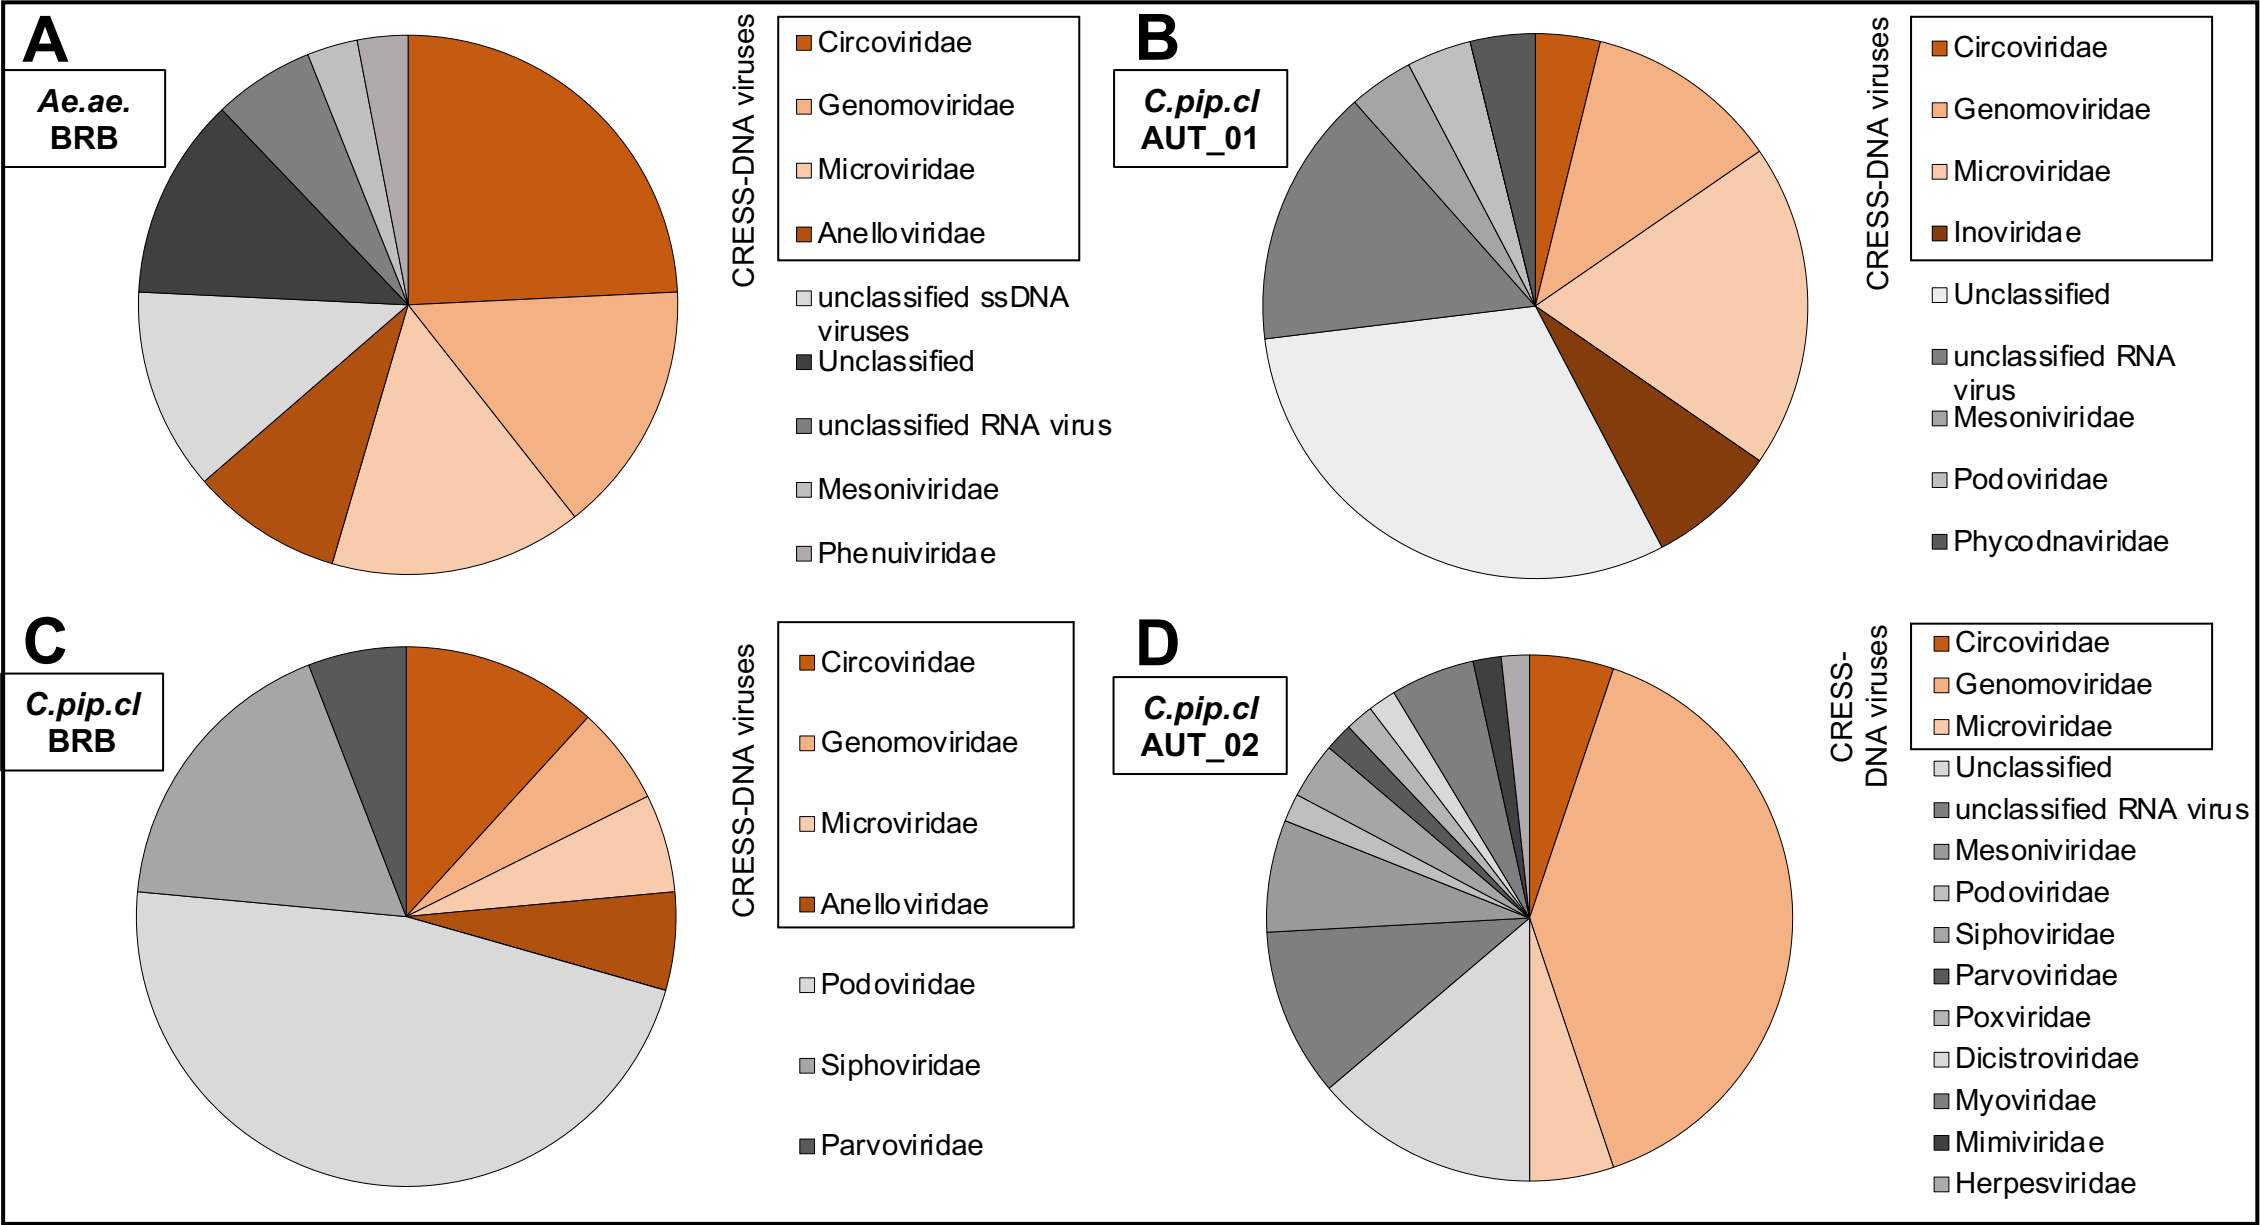 A
Ae.ae.
BRB
CRESS-DNA viruses
Circoviridae
Genomoviridae
Microviridae
Anelloviridae
unclassified ssDNA
viruses
Unclassified
unclassified RNA virus
Mesoniviridae
Phenuiviridae
B
C.pip.cl
AUT_01
CRESS-DNA viruses
Circoviridae
Genomoviridae
Microviridae
Inoviridae
Unclassified
unclassified RNA
virus
Mesoniviridae
Podoviridae
Phycodnaviridae
C
C.pip.cl
BRB
CRESS-DNA viruses
Circoviridae
Genomoviridae
Microviridae
Anelloviridae
Podoviridae
Siphoviridae
Parvoviridae
D
C.pip.cl
AUT_02
CRESS-
DNA viruses
Circoviridae
Genomoviridae
Microviridae
Unclassified
unclassified RNA virus
Mesoniviridae
Podoviridae
Siphoviridae
Parvoviridae
Poxviridae
Dicistroviridae
Myoviridae
Mimiviridae
Herpesviridae